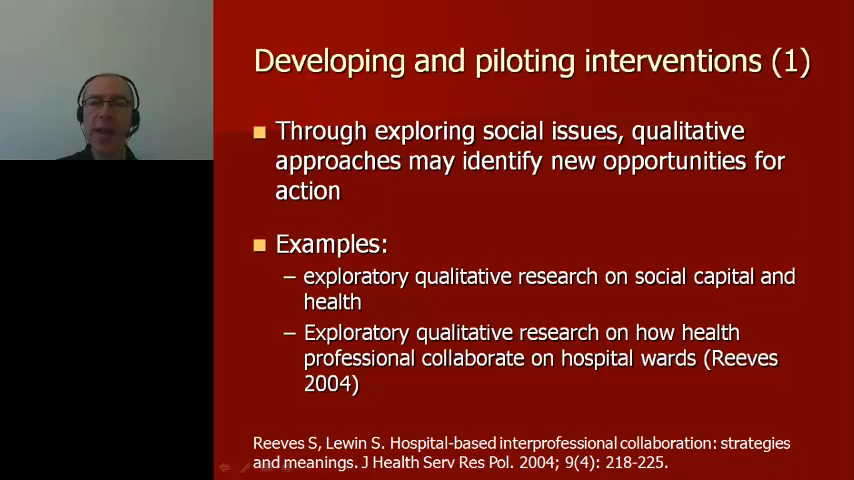 Developing and piloting interventions (1)
Through exploring social issues, qualitative
approaches may identify new opportunities for
action
Examples:
– exploratory qualitative research on social capital and
health
– Exploratory qualitative research on how health
professional collaborate on hospital wards (Reeves
2004)
Reeves S, Lewin S. Hospital-based interprofessional collaboration: strategies
and meanings. J Health Serv Res Pol. 2004; 9(4): 218-225.